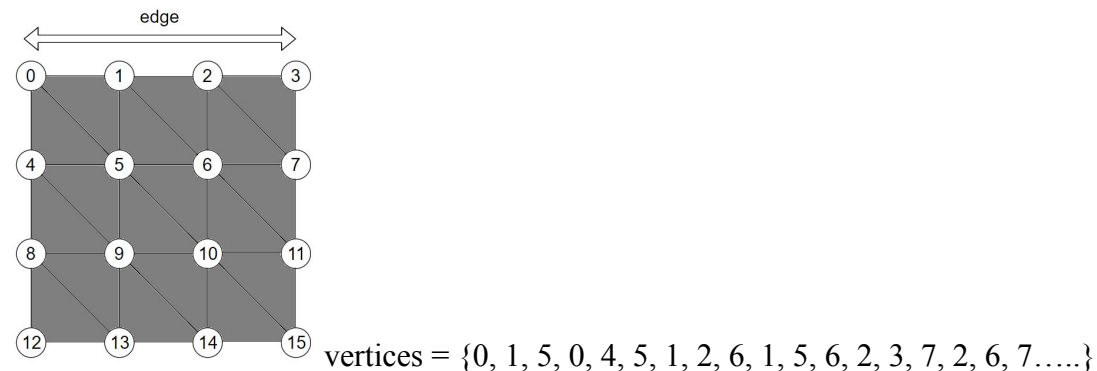 edge
0 1 2 3
4 5 6 7
8 9 10 11
12 13 14 15
vertices = {0, 1, 5, 0, 4, 5, 1, 2, 6, 1, 5, 6, 2, 3, 7, 2, 6, 7.....}